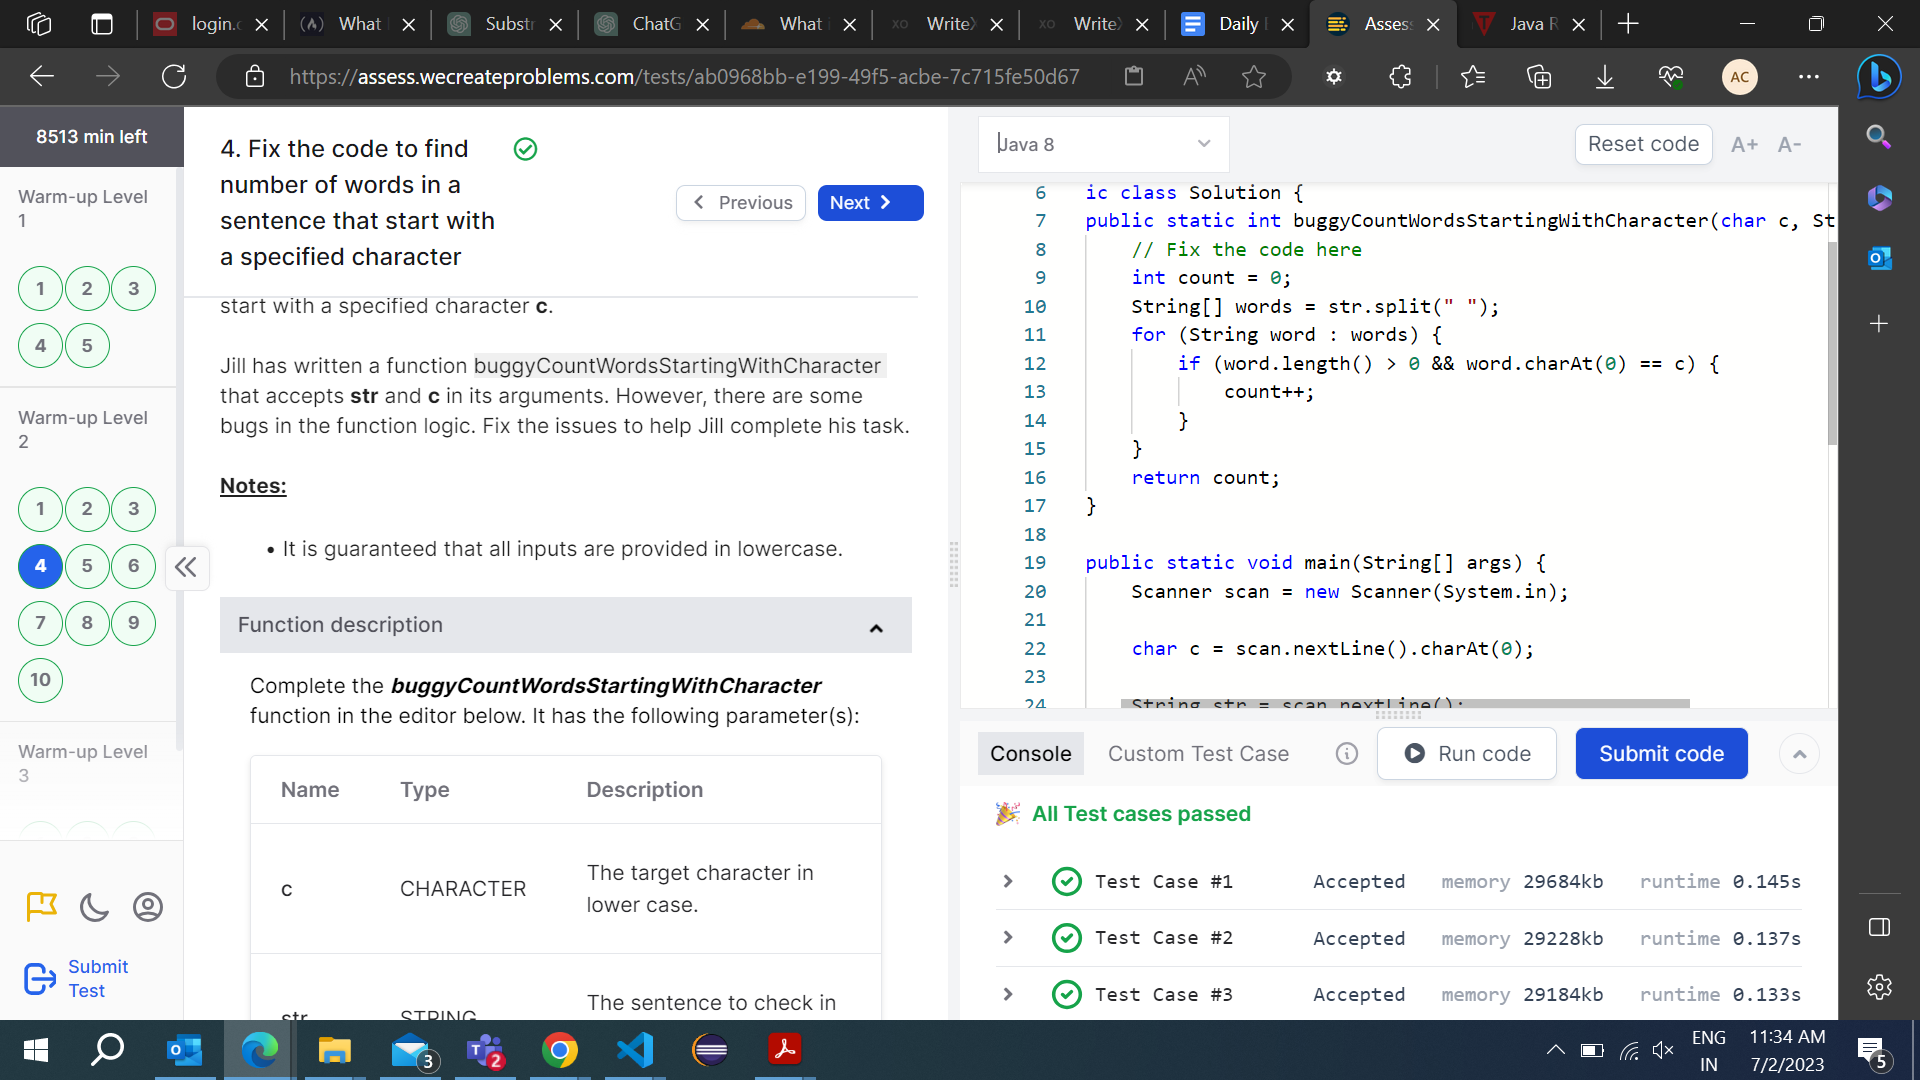 login.
What
Substr
ChatG
What i
WriteX
WriteX
Daily
Asses
Java R
https://assess.wecreateproblems.com/tests/ab0968bb-e199-49f5-acbe-7c715fe50d67
AC
8513 min left
Warm-up Level
1
1 2 3
4 5
Warm-up Level
2
1 2 3
4 5 6
7 8 9
10
Warm-up Level
3
Submit
Test
4. Fix the code to find
number of words in a
sentence that start with
a specified character
Previous
Next
start with a specified character c.
Jill has written a function buggyCountWordsStartingWithCharacter
that accepts str and c in its arguments. However, there are some
bugs in the function logic. Fix the issues to help Jill complete his task.
Notes:
• It is guaranteed that all inputs are provided in lowercase.
Function description
Complete the buggyCountWordsStartingWithCharacter
function in the editor below. It has the following parameter(s):
Name Type Description
c CHARACTER The target character in
lower case.
str STRING The sentence to check in
Java 8
Reset code A+ A-
6 ic class Solution {
7 public static int buggyCountWordsStartingWithCharacter(char c, St
8 // Fix the code here
9 int count = 0;
10 String[] words = str.split(" ");
11 for (String word : words) {
12 if (word.length() > 0 && word.charAt(0) == c) {
13 count++;
14 }
15 }
16 return count;
17 }
18
19 public static void main(String[] args) {
20 Scanner scan = new Scanner(System.in);
21
22 char c = scan.nextLine().charAt(0);
23
24 String str = scan.nextLine();
Console Custom Test Case Run code Submit code
All Test cases passed
Test Case #1 Accepted memory 29684kb runtime 0.145s
Test Case #2 Accepted memory 29228kb runtime 0.137s
Test Case #3 Accepted memory 29184kb runtime 0.133s
3
2
ENG
IN
11:34 AM
7/2/2023
5